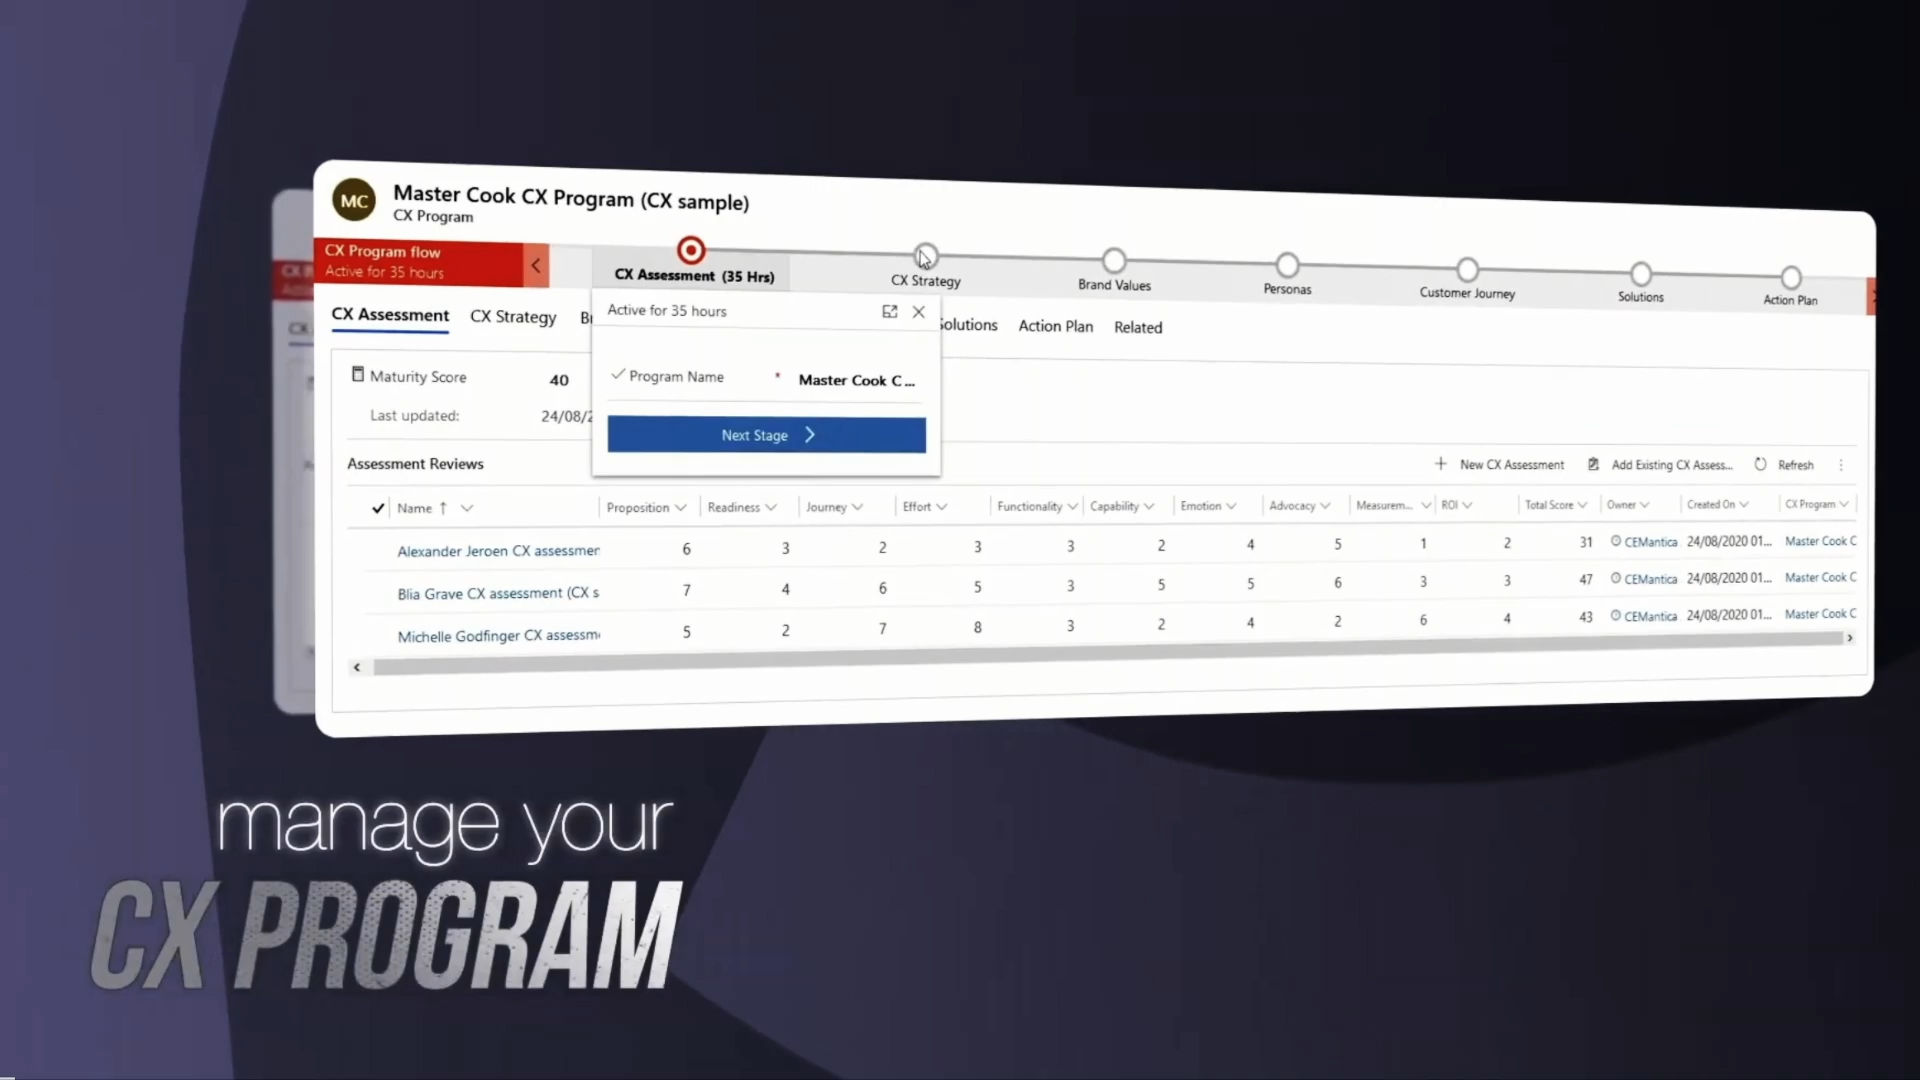 MC
Master Cook CX Program (CX sample)
CX Program
CX Program flow
Active for 35 hours
CX Assessment (35 Hrs)
CX Strategy
Brand Values
Personas
Customer Journey
Solutions
Action Plan
CX Assessment CX Strategy Solutions Action Plan Related
Active for 35 hours
Program Name * Master Cook C ...
Next Stage
Maturity Score 40
Last updated: 24/08/2
Assessment Reviews
New CX Assessment Add Existing CX Assess... Refresh
Name Proposition Readiness Journey Effort Functionality Capability Emotion Advocacy Measurem... ROI Total Score Owner Created On CX Program
Alexander Jeroen CX assessmen 6 3 2 3 3 2 4 5 1 2 31 CEMantica 24/08/2020 01... Master Cook C
Blia Grave CX assessment (CX s 7 4 6 5 3 5 5 6 3 3 47 CEMantica 24/08/2020 01... Master Cook C
Michelle Godfinger CX assessm 5 2 7 8 3 2 4 2 6 4 43 CEMantica 24/08/2020 01... Master Cook C
manage your
CX PROGRAM